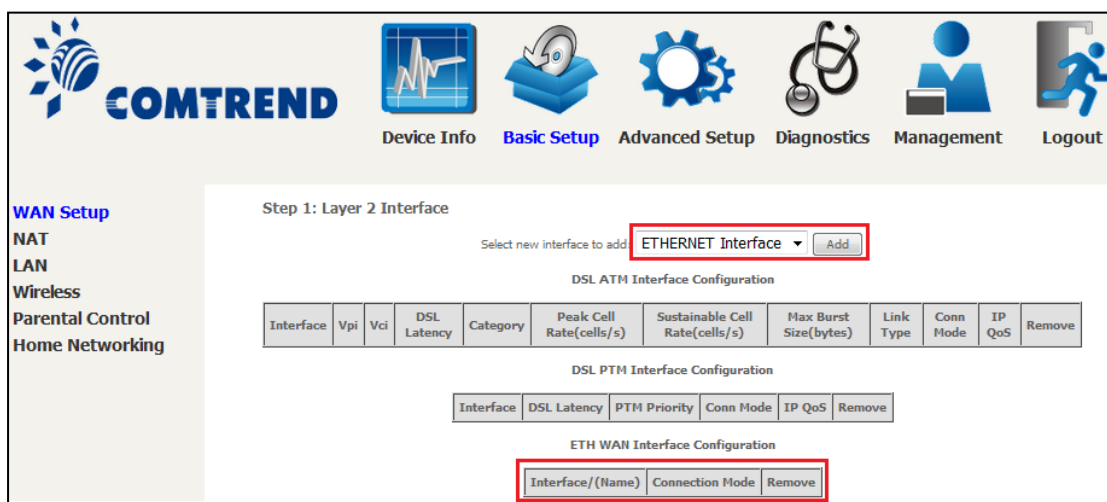 COMTREND
Device Info Basic Setup Advanced Setup Diagnostics Management Logout
WAN Setup
NAT
LAN
Wireless
Parental Control
Home Networking
Step 1: Layer 2 Interface
Select new interface to add: ETHERNET Interface Add
DSL ATM Interface Configuration
Interface Vpi Vci DSL Latency Category Peak Cell Rate(cells/s) Sustainable Cell Rate(cells/s) Max Burst Size(bytes) Link Type Conn Mode IP QoS Remove
DSL PTM Interface Configuration
Interface DSL Latency PTM Priority Conn Mode IP QoS Remove
ETH WAN Interface Configuration
Interface/(Name) Connection Mode Remove